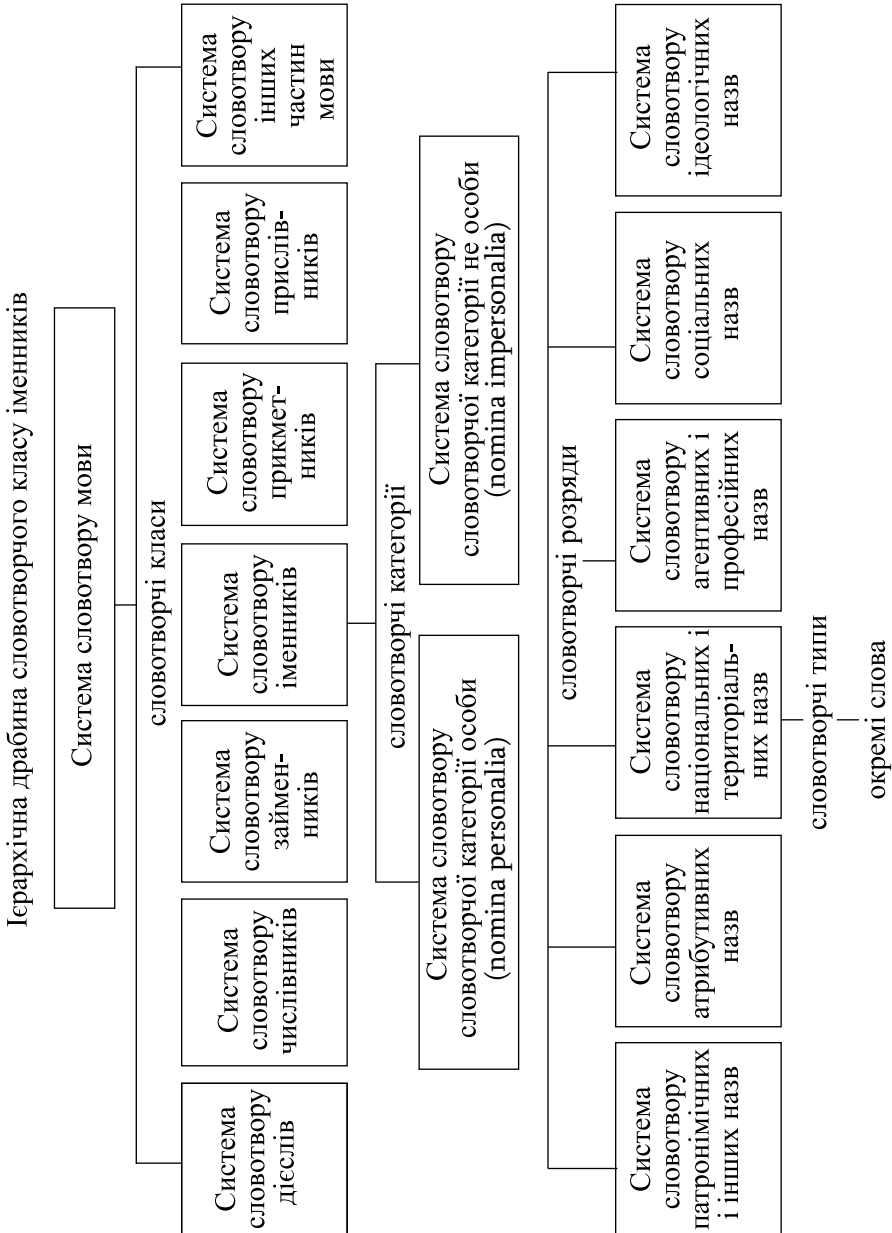 Ієрархічна драбина словотворчого класу іменників
Система словотвору мови
словотворчі класи
Система
словотвору
дієслів
Система
словотвору
числівників
Система
словотвору
займен-
ників
Система
словотвору
іменників
Система
словотвору
прикмет-
ників
Система
словотвору
прислів-
ників
Система
словотвору
інших
частин
мови
словотворчі категорії
Система словотвору
словотворчої категорії особи
(nomina personalia)
Система словотвору
словотворчої категорії не особи
(nomina impersonalia)
словотворчі розряди
Система
словотвору
патронімічних
і інших назв
Система
словотвору
атрибутивних
назв
Система
словотвору
національних і
територіаль-
них назв
Система
словотвору
агентивних і
професійних
назв
Система
словотвору
соціальних
назв
Система
словотвору
ідеологічних
назв
словотворчі типи
окремі слова